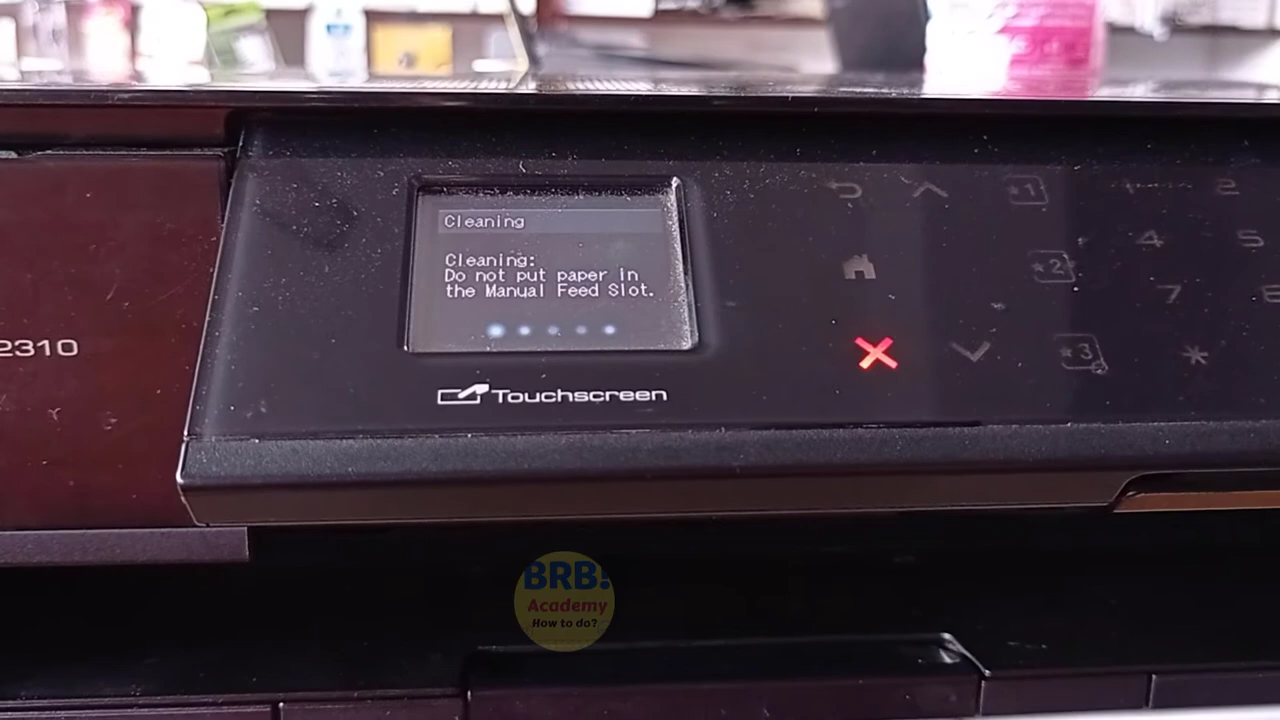 Cleaning
Cleaning:
Do not put paper in
the Manual Feed Slot.
2310
Touchscreen
1
2
3
2
4
5
7
*
BRB!
Academy
How to do?